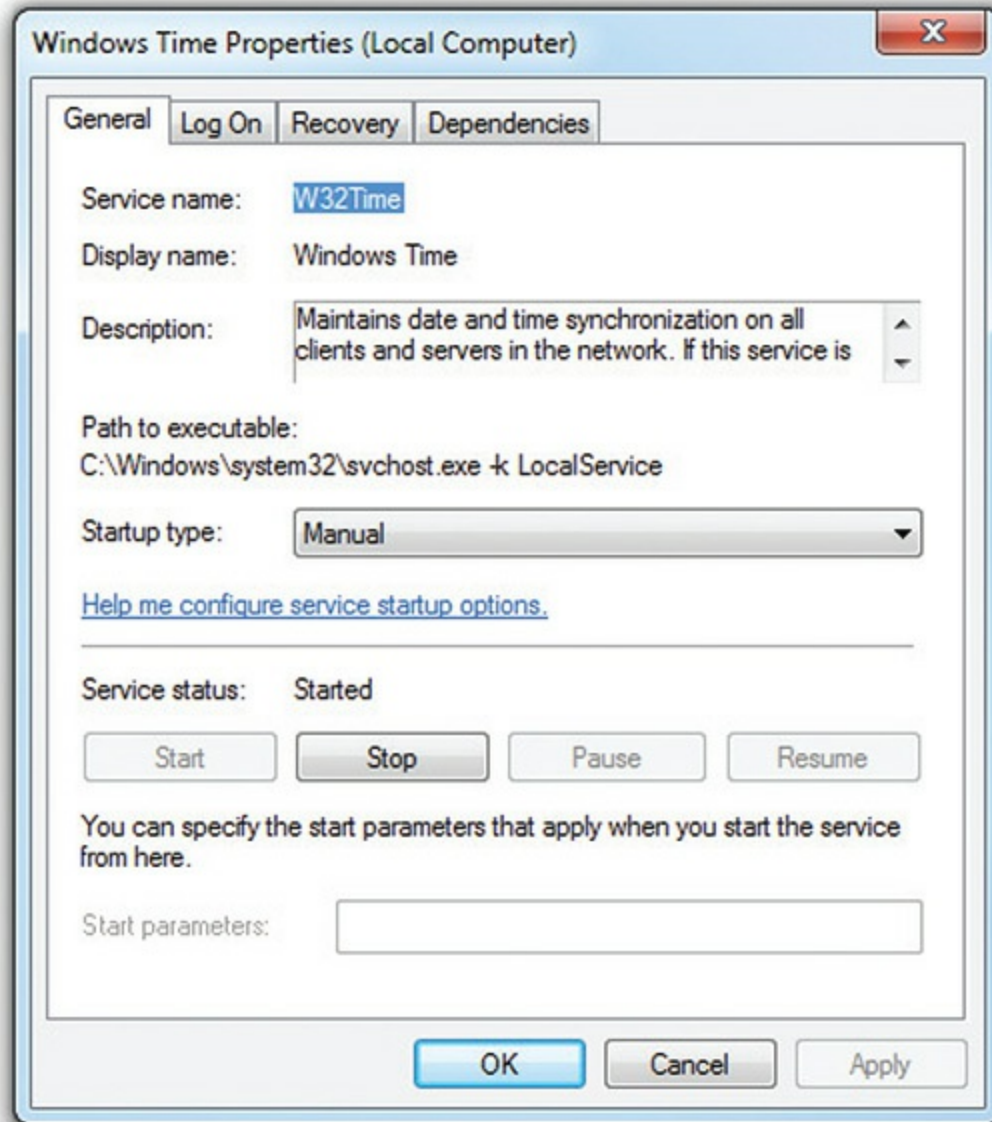 Windows Time Properties (Local Computer)
General Log On Recovery Dependencies
Service name: W32Time
Display name: Windows Time
Description: Maintains date and time synchronization on all
clients and servers in the network. If this service is
Path to executable:
C:\Windows\system32\svchost.exe -k LocalService
Startup type: Manual
Help me configure service startup options.
Service status: Started
Start Stop Pause Resume
You can specify the start parameters that apply when you start the service
from here.
Start parameters:
OK Cancel Apply